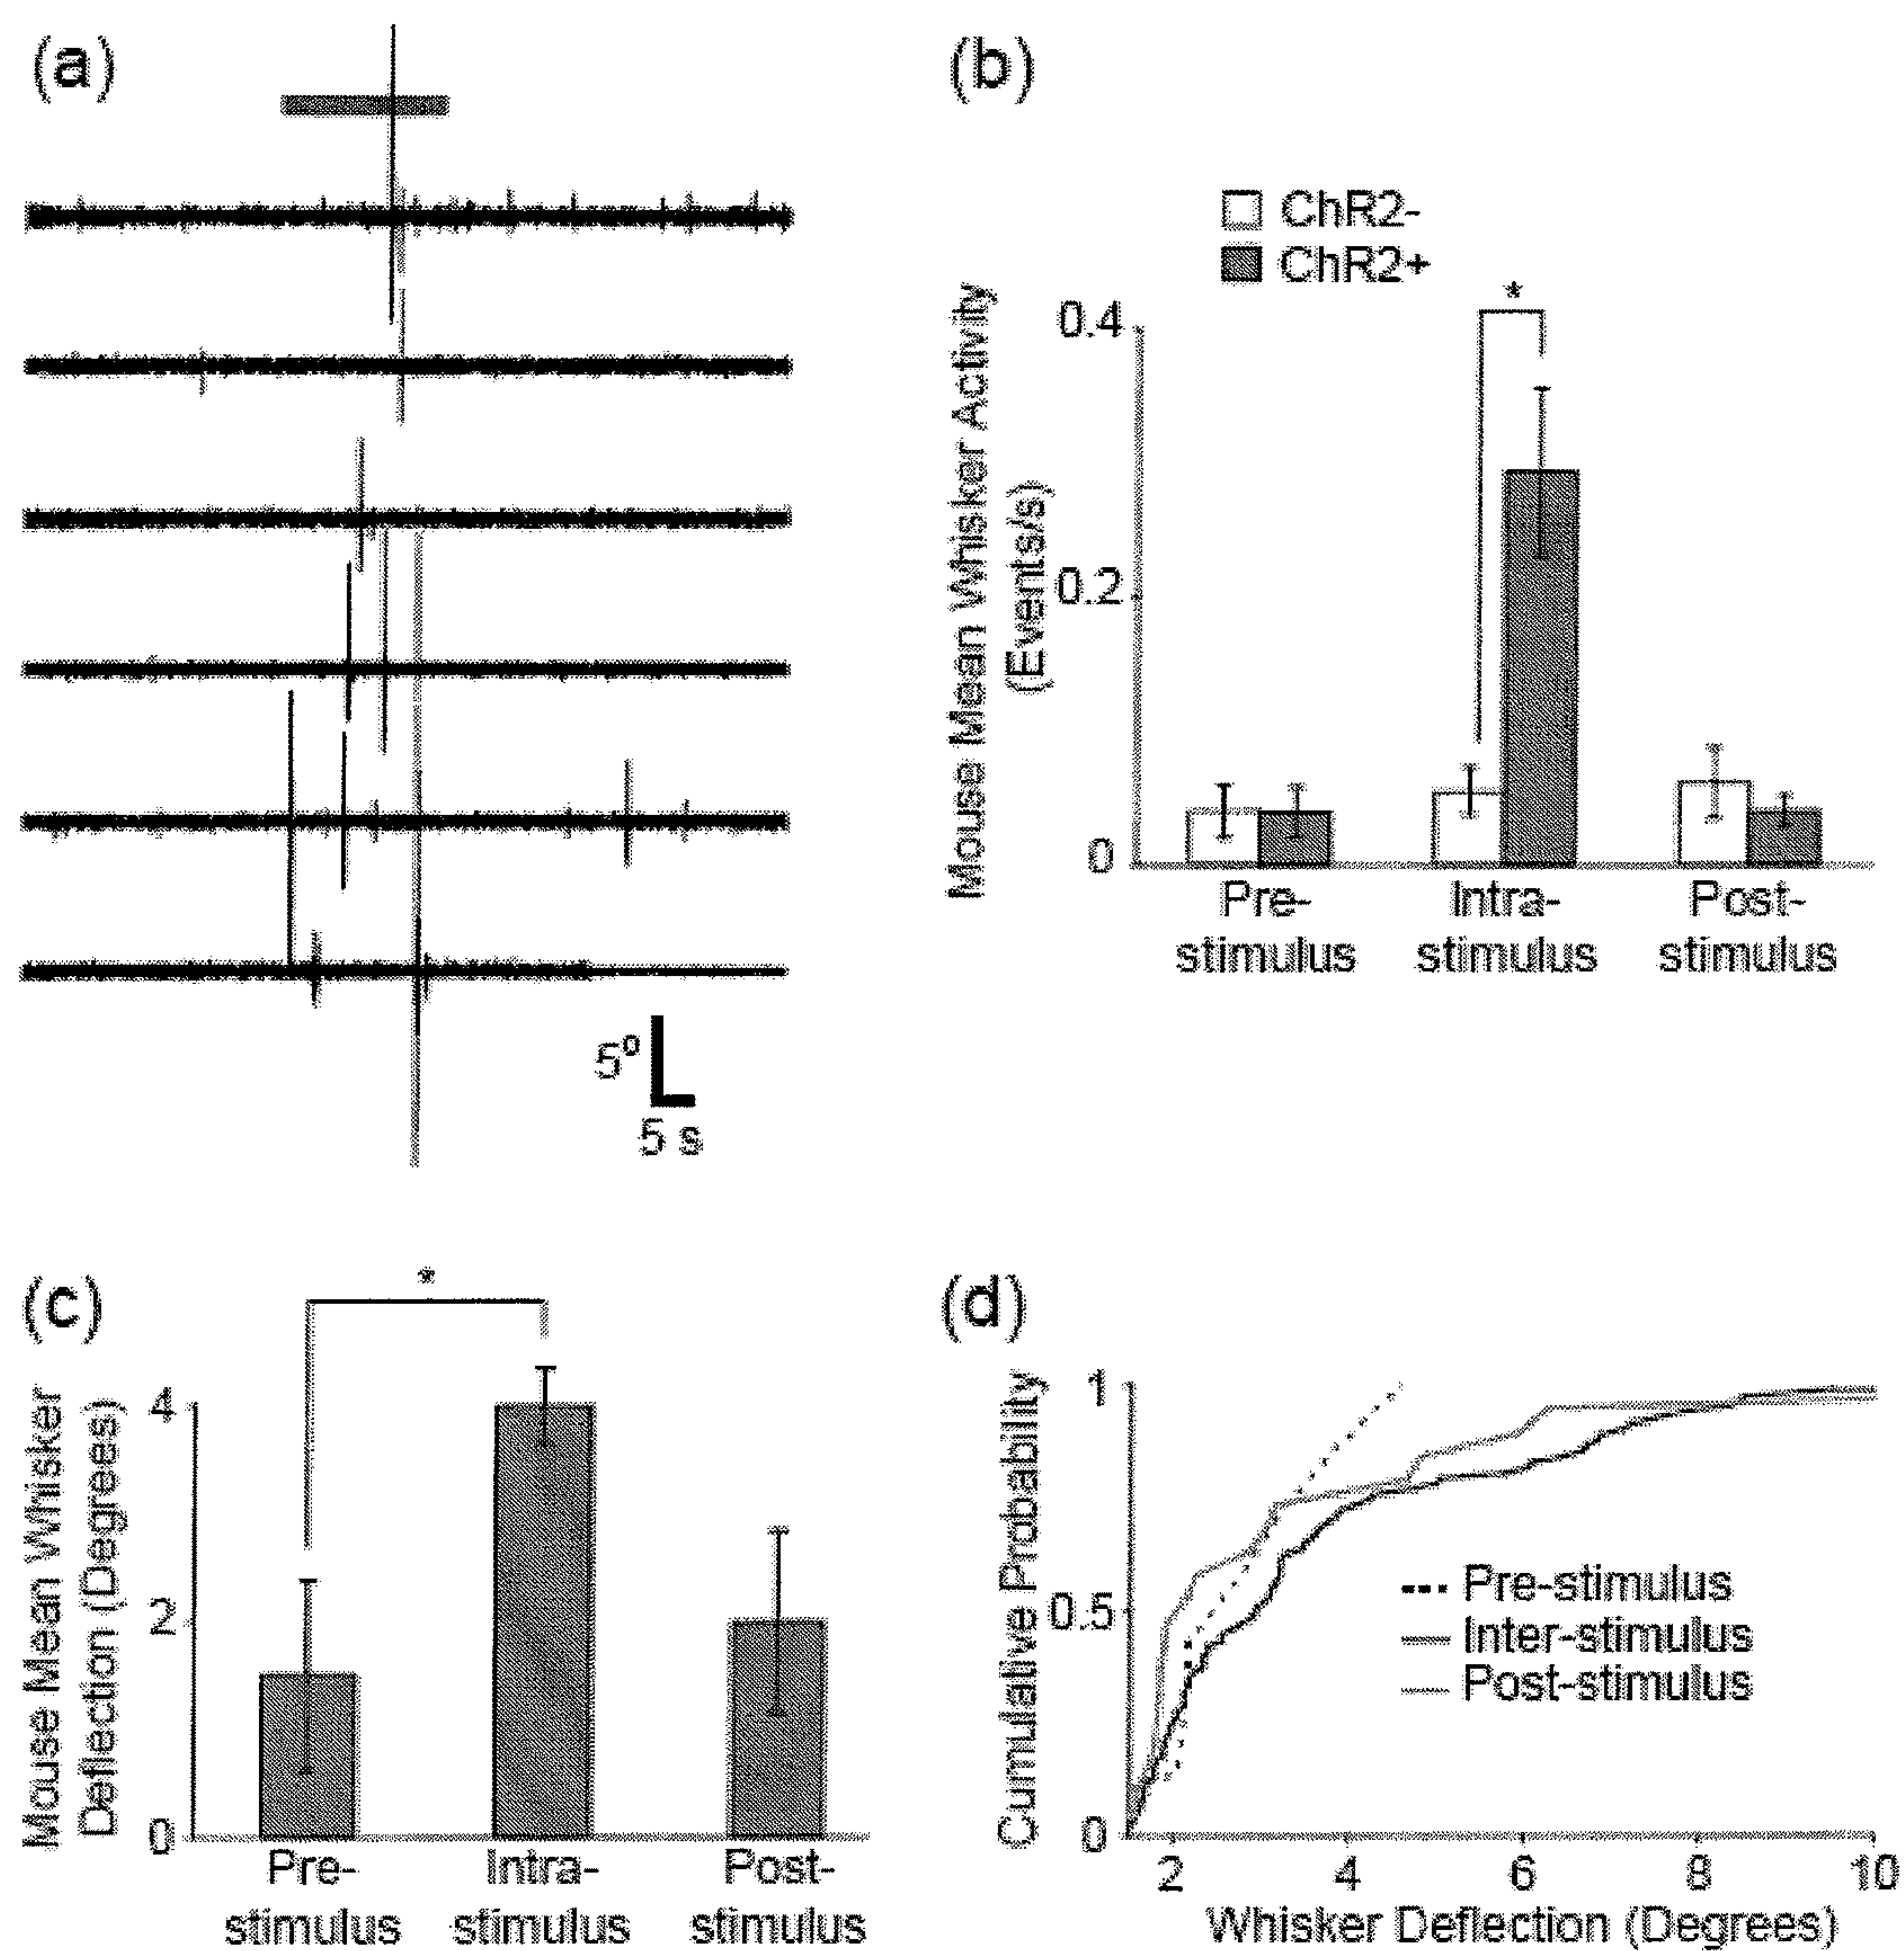 (a)
5º
5 s
(b)
ChR2-
ChR2+
*
Mouse Mean Whisker Activity
(Events/s)
0.4
0.2
0
Pre-
stimulus
Intra-
stimulus
Post-
stimulus
(c)
*
Mouse Mean Whisker
Deflection (Degrees)
4
2
0
Pre-
stimulus
Intra-
stimulus
Post-
stimulus
(d)
Cumulative Probability
1
0.5
0
Pre-stimulus
Inter-stimulus
Post-stimulus
2
4
6
8
10
Whisker Deflection (Degrees)